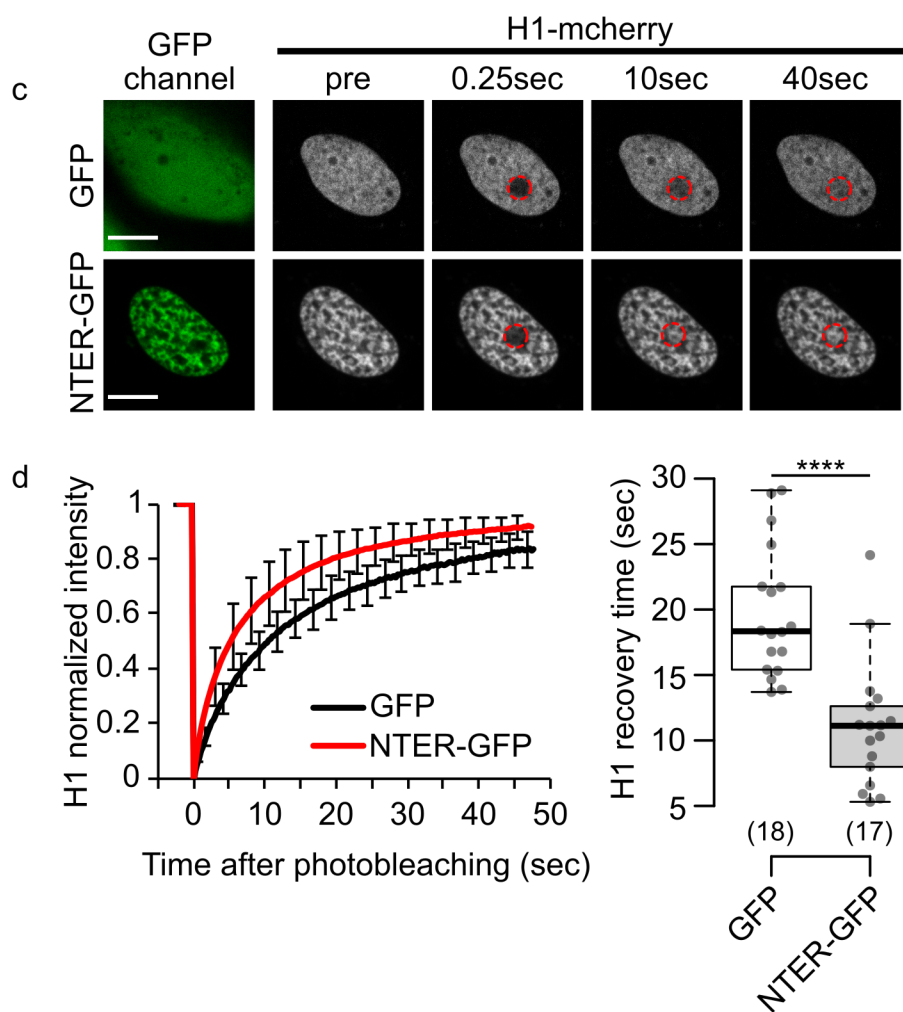 c
GFP
channel
H1-mcherry
pre 0.25sec 10sec 40sec
GFP
NTER-GFP
d
H1 normalized intensity
1
0.8
0.6
0.4
0.2
0
GFP
NTER-GFP
0 10 20 30 40 50
Time after photobleaching (sec)
H1 recovery time (sec)
****
30
25
20
15
10
5
(18) (17)
GFP
NTER-GFP